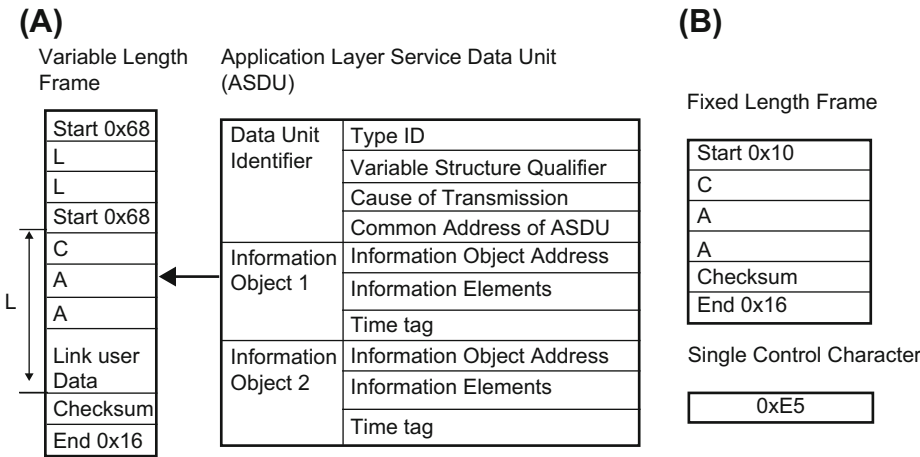 (A)
Variable Length
Frame
Start 0x68
L
L
Start 0x68
C
A
A
Link user
Data
Checksum
End 0x16
L
Application Layer Service Data Unit
(ASDU)
Data Unit
Identifier
Type ID
Variable Structure Qualifier
Cause of Transmission
Common Address of ASDU
Information
Object 1
Information Object Address
Information Elements
Time tag
Information
Object 2
Information Object Address
Information Elements
Time tag
(B)
Fixed Length Frame
Start 0x10
C
A
A
Checksum
End 0x16
Single Control Character
0xE5